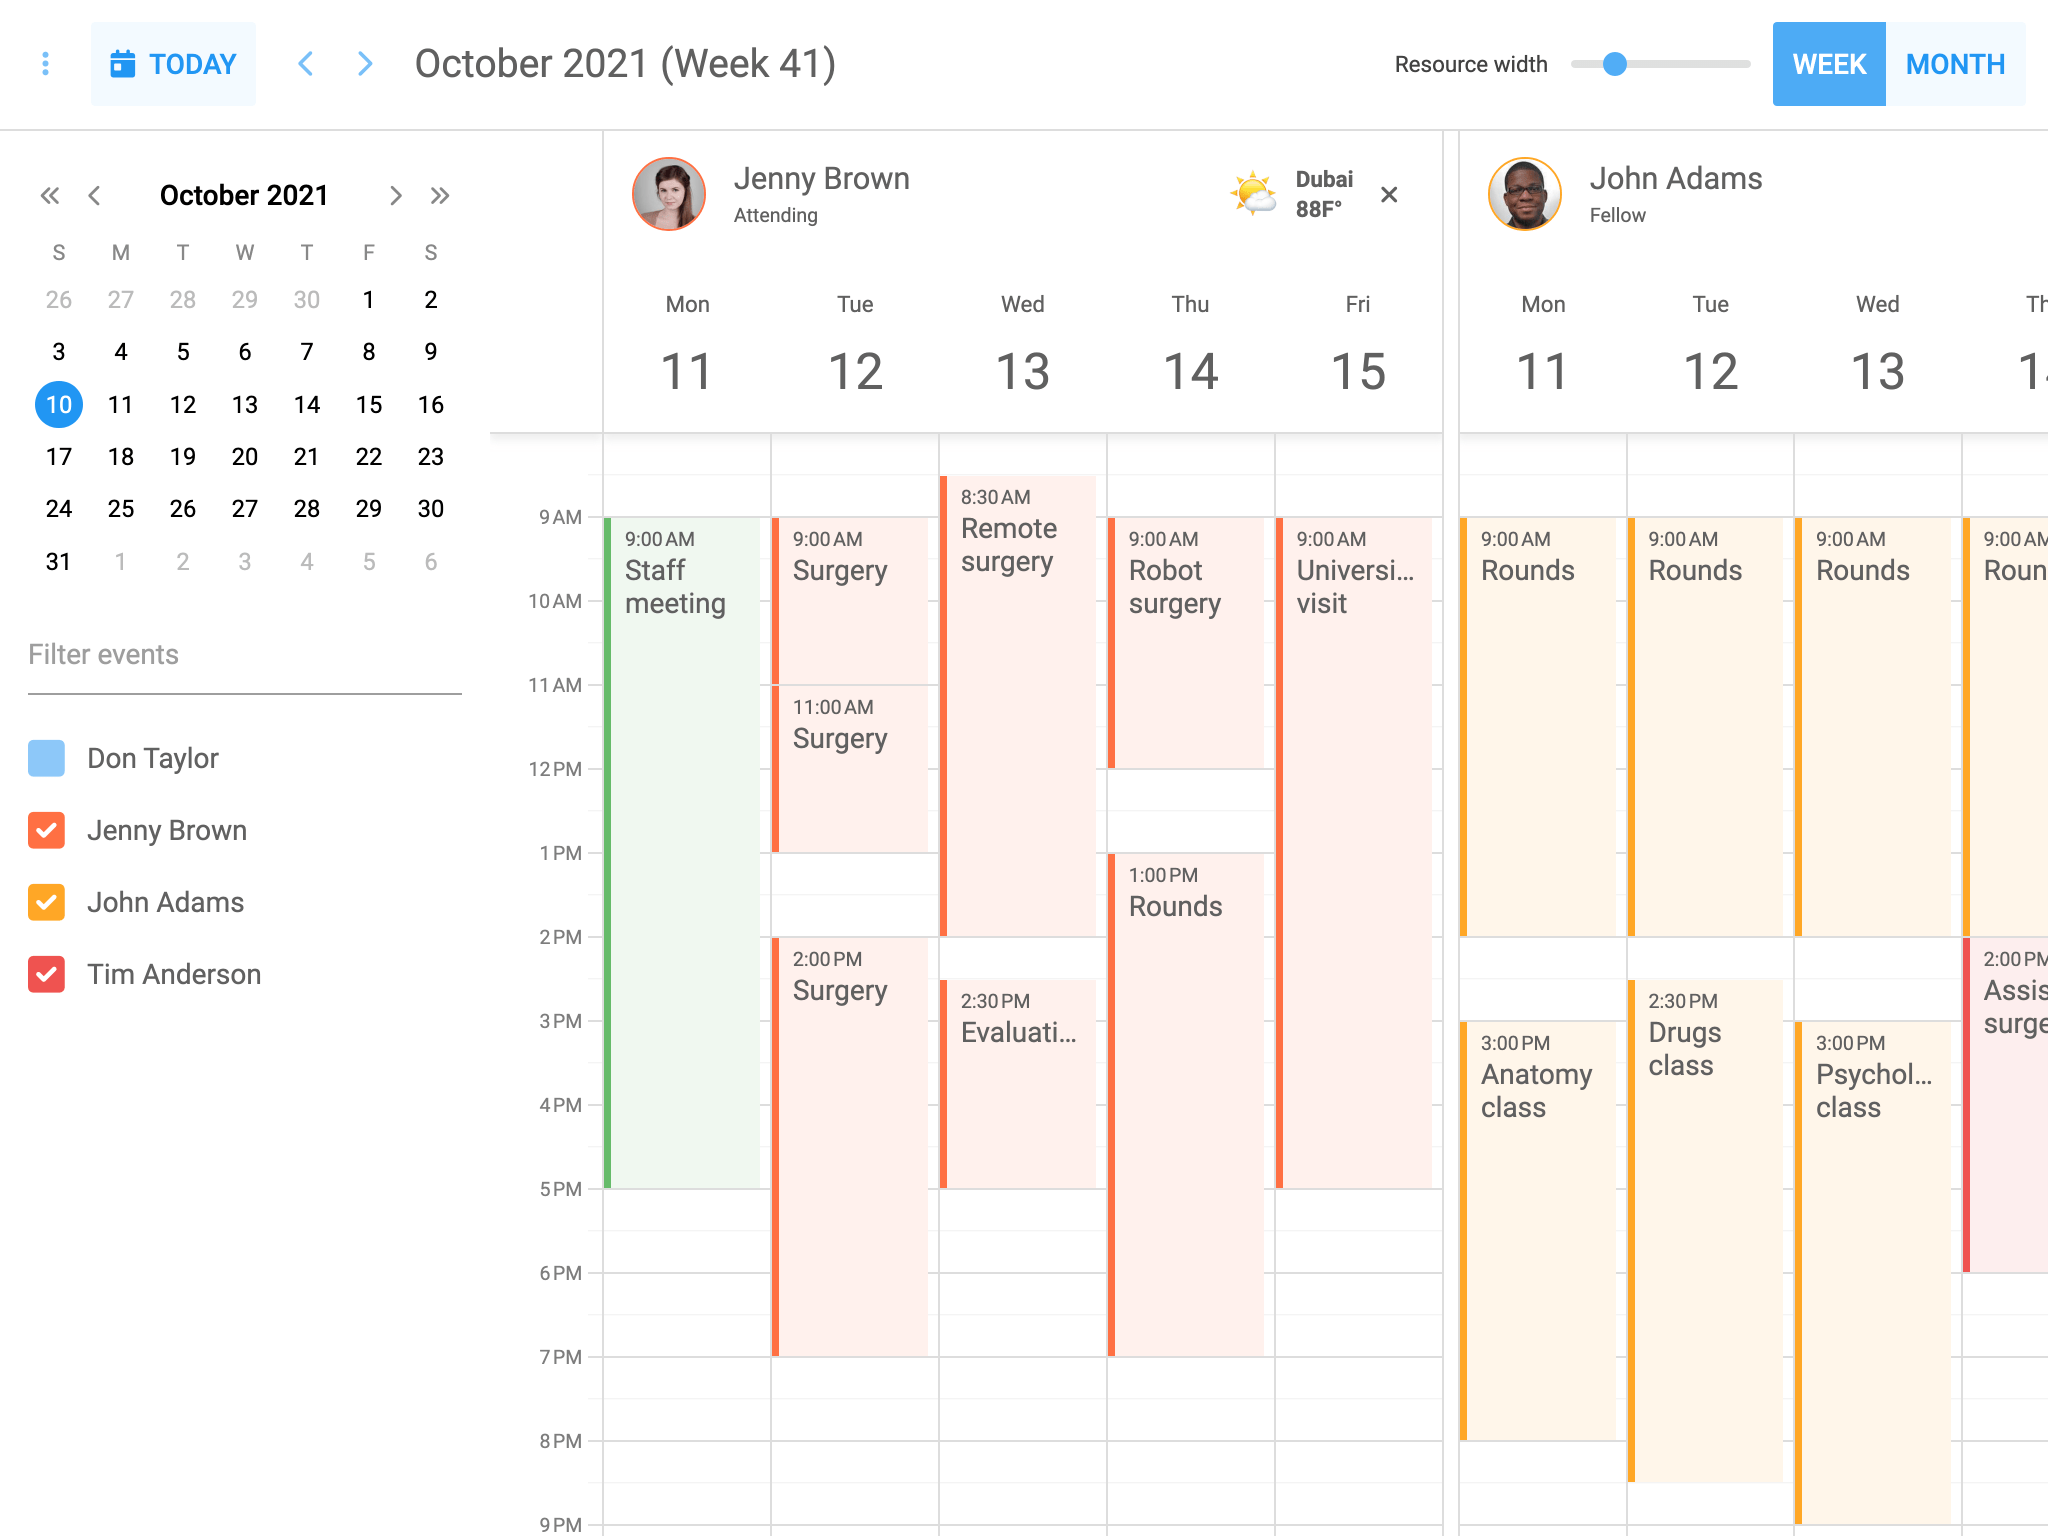 TODAY
October 2021 (Week 41)
Resource width
WEEK
MONTH
October 2021
S M T W T F S
26 27 28 29 30 1 2
3 4 5 6 7 8 9
10 11 12 13 14 15 16
17 18 19 20 21 22 23
24 25 26 27 28 29 30
31 1 2 3 4 5 6
Filter events
Don Taylor
Jenny Brown
John Adams
Tim Anderson
Jenny Brown
Attending
Dubai
88F°
John Adams
Fellow
Mon Tue Wed Thu Fri
11 12 13 14 15
Mon Tue Wed
11 12 13
9 AM
10 AM
11 AM
12 PM
1 PM
2 PM
3 PM
4 PM
5 PM
6 PM
7 PM
8 PM
9 PM
9:00 AM
Staff
meeting
9:00 AM
Surgery
11:00 AM
Surgery
2:00 PM
Surgery
8:30 AM
Remote
surgery
2:30 PM
Evaluati...
9:00 AM
Robot
surgery
1:00 PM
Rounds
9:00 AM
Universi...
visit
9:00 AM
Rounds
3:00 PM
Anatomy
class
9:00 AM
Rounds
2:30 PM
Drugs
class
9:00 AM
Rounds
3:00 PM
Psychol...
class
9:00 AM
Roun
2:00 PM
Assis
surge